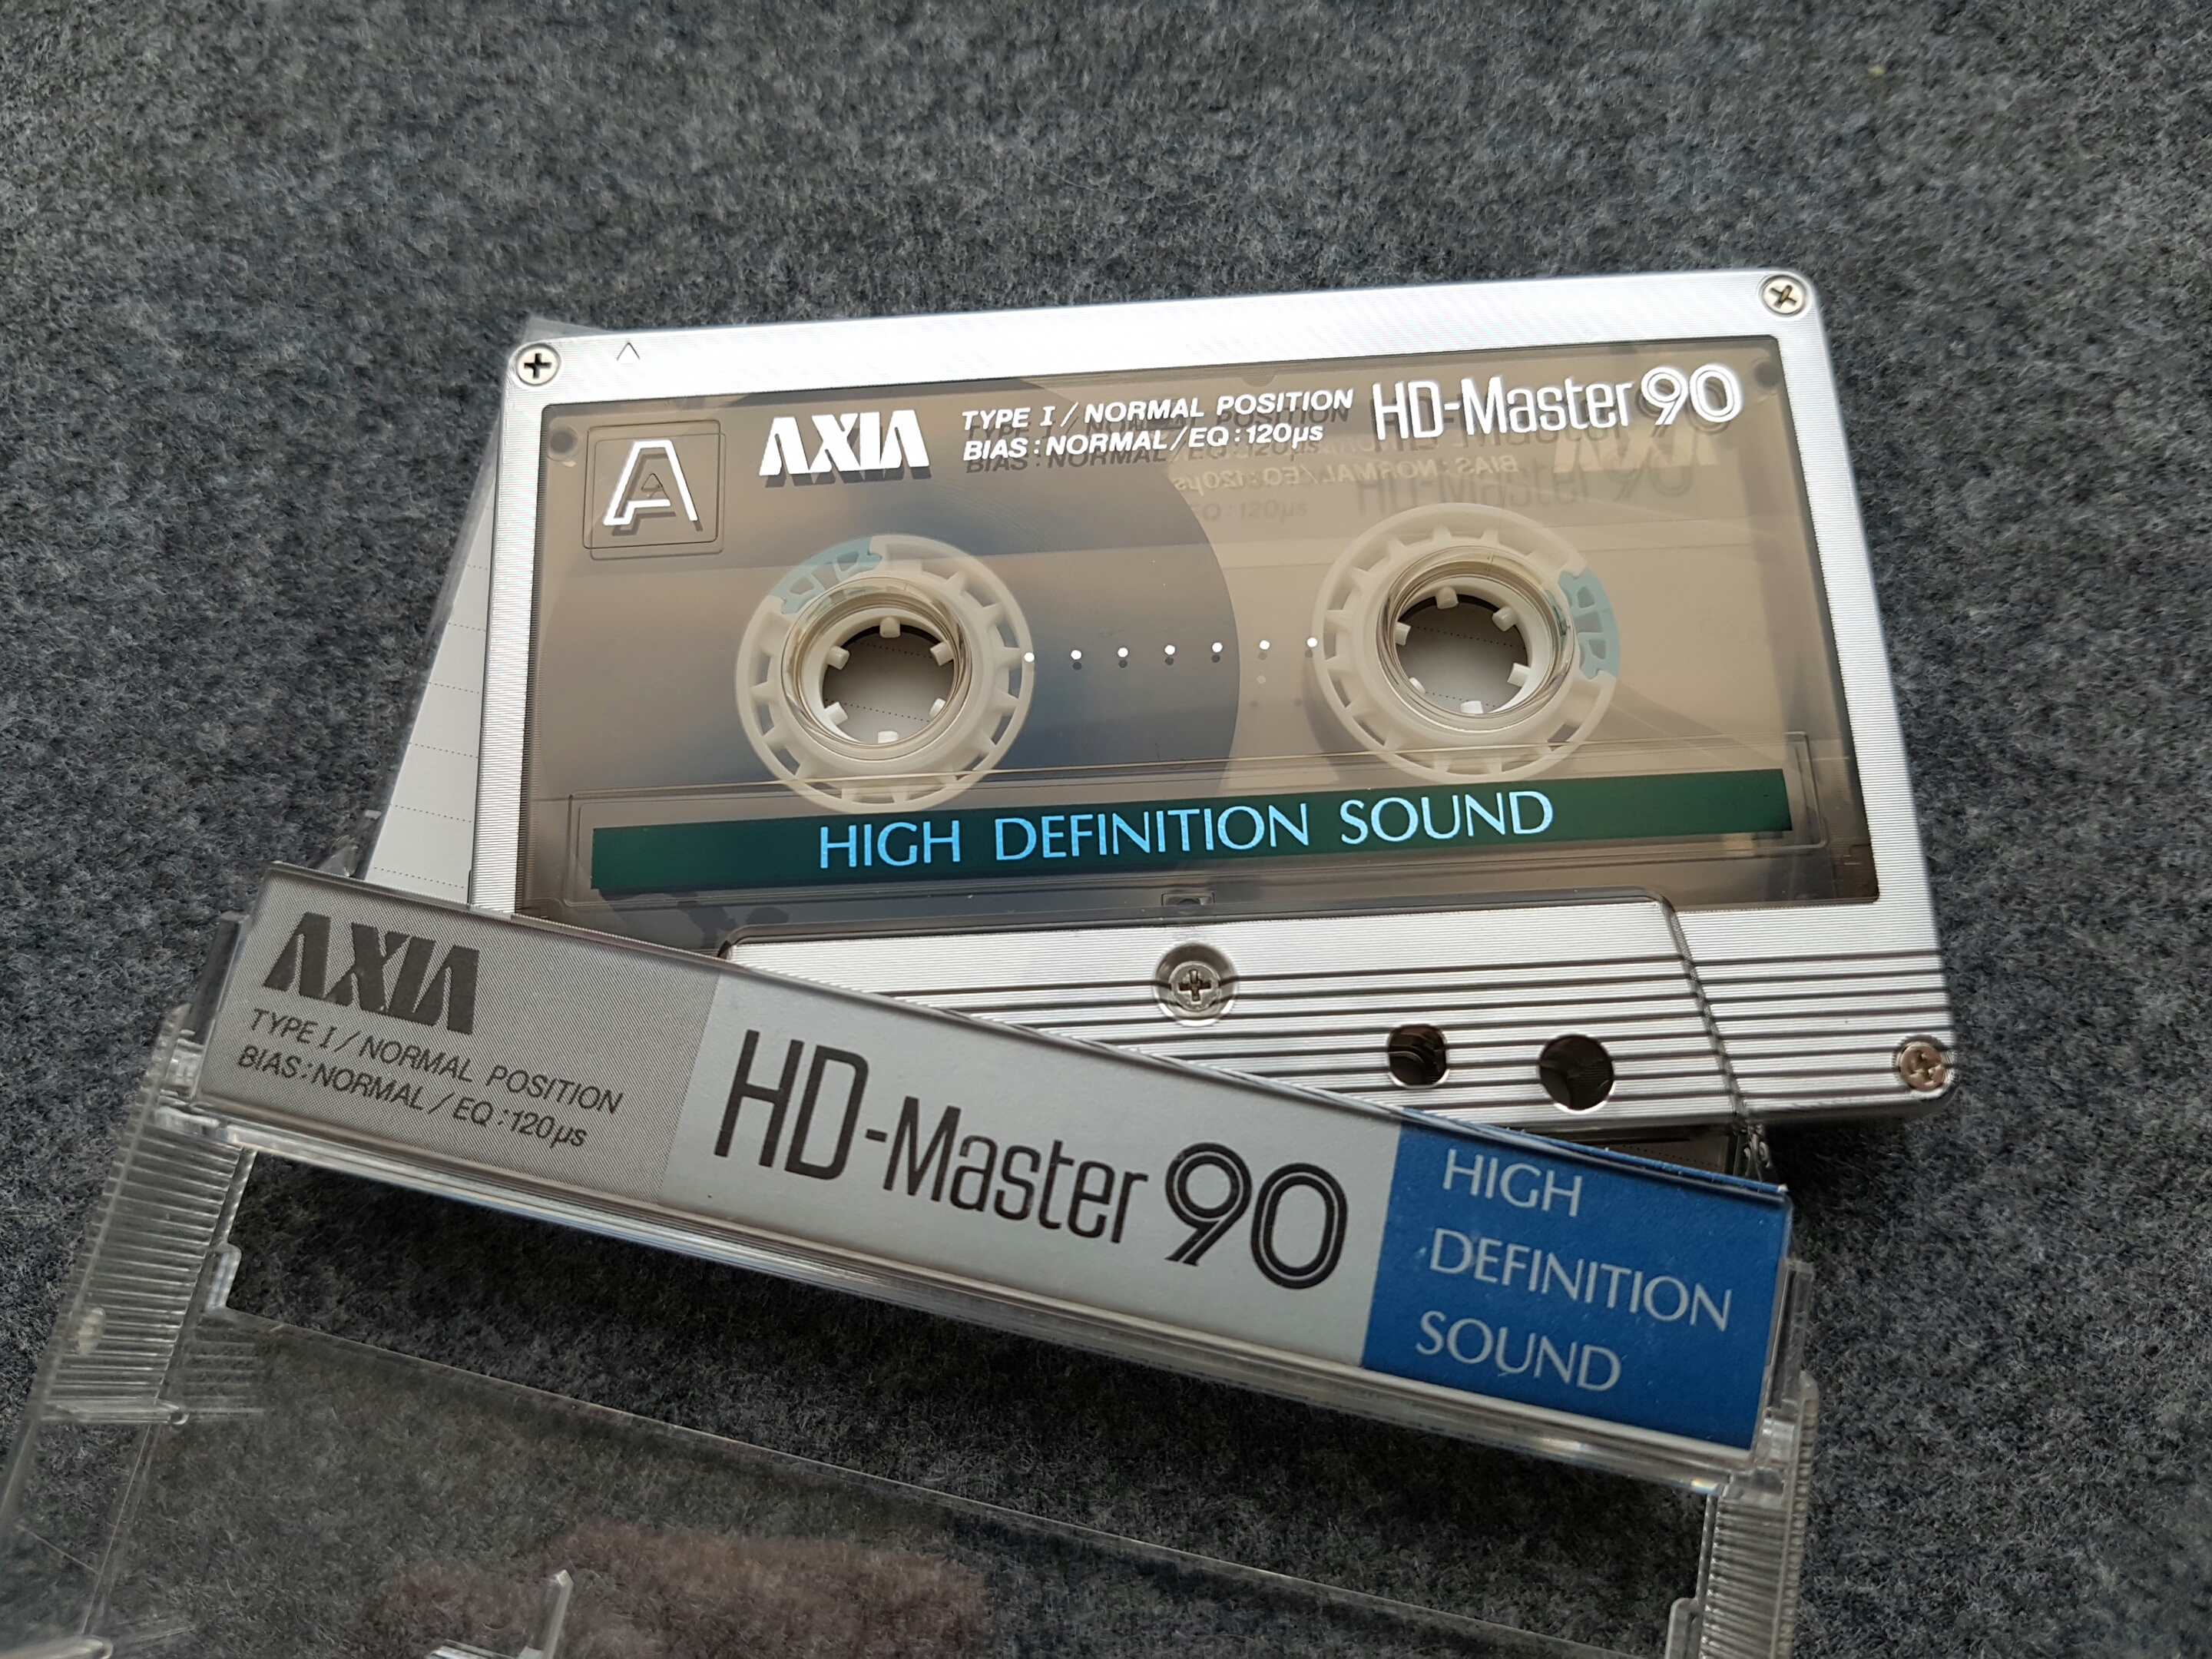 A
AXIA
TYPE I / NORMAL POSITION
BIAS : NORMAL / EQ : 120µs
HD-Master 90
HIGH DEFINITION SOUND
AXIA
TYPE I / NORMAL POSITION
BIAS : NORMAL / EQ : 120µs
HD-Master 90
HIGH
DEFINITION
SOUND